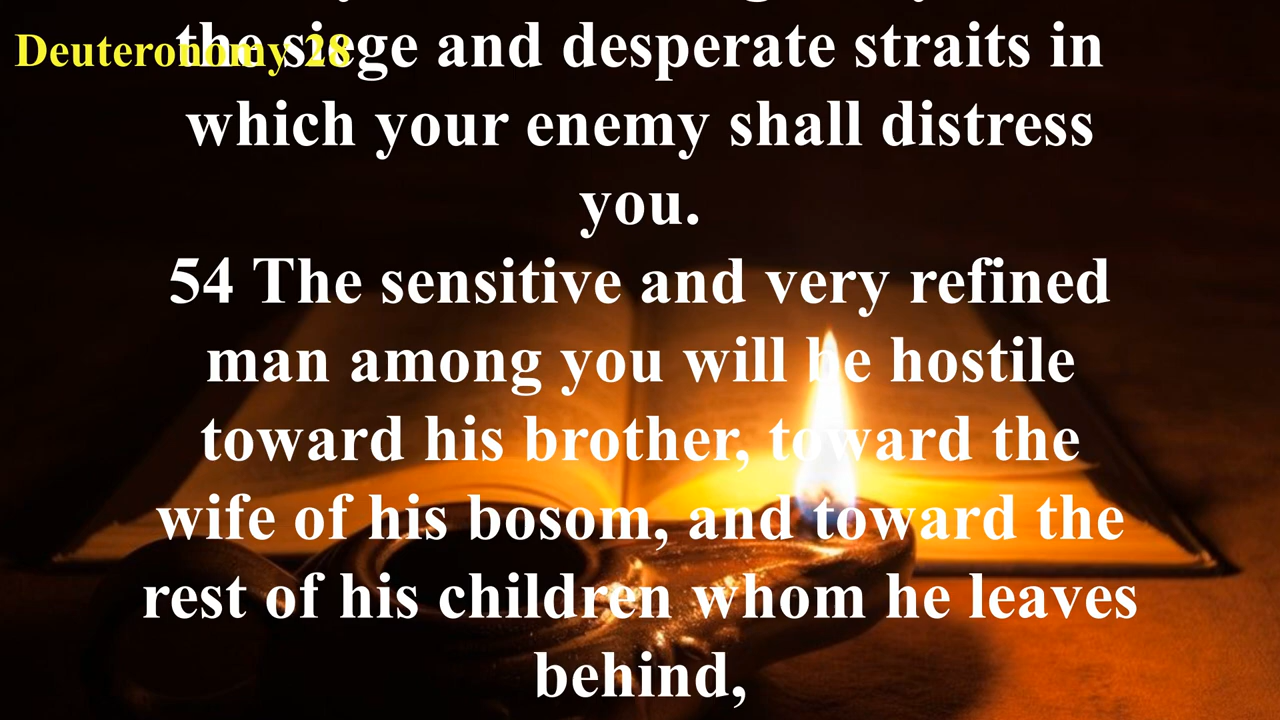 Deuteronomy 28
the siege and desperate straits in
which your enemy shall distress
you.
54 The sensitive and very refined
man among you will be hostile
toward his brother, toward the
wife of his bosom, and toward the
rest of his children whom he leaves
behind,